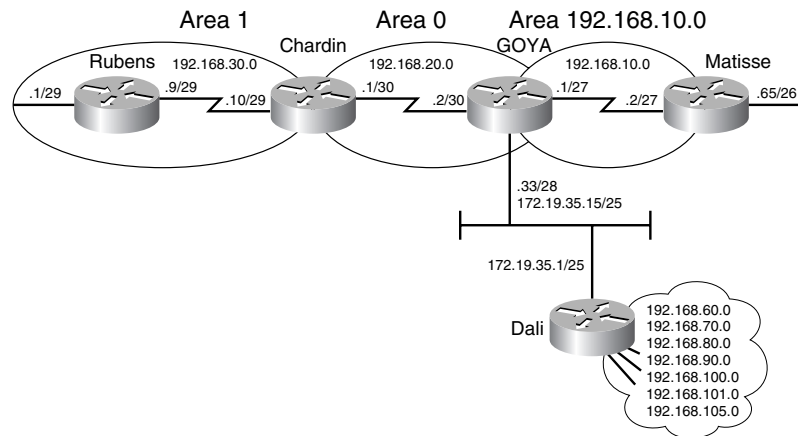 Area 1
Area 0
Area 192.168.10.0
Rubens
Chardin
GOYA
Matisse
192.168.30.0
192.168.20.0
192.168.10.0
.1/29
.9/29
.10/29
.1/30
.2/30
.1/27
.2/27
.65/26
.33/28
172.19.35.15/25
172.19.35.1/25
Dali
192.168.60.0
192.168.70.0
192.168.80.0
192.168.90.0
192.168.100.0
192.168.101.0
192.168.105.0